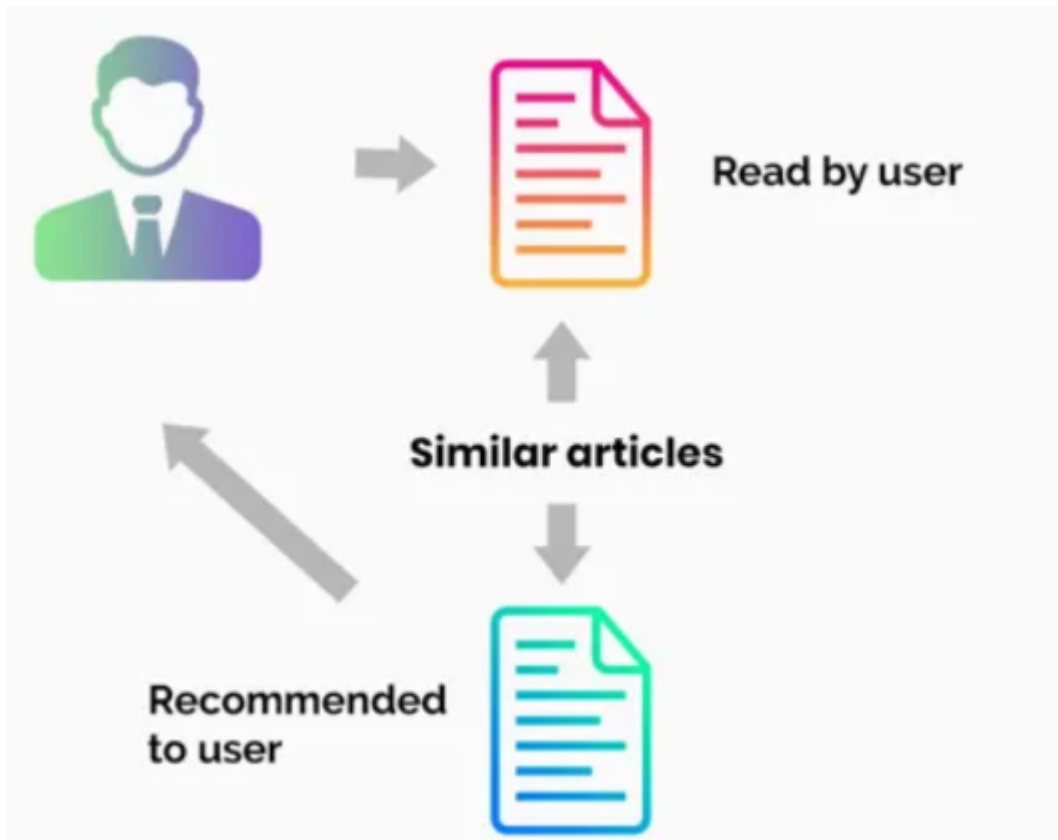 Read by user
Similar articles
Recommended
to user